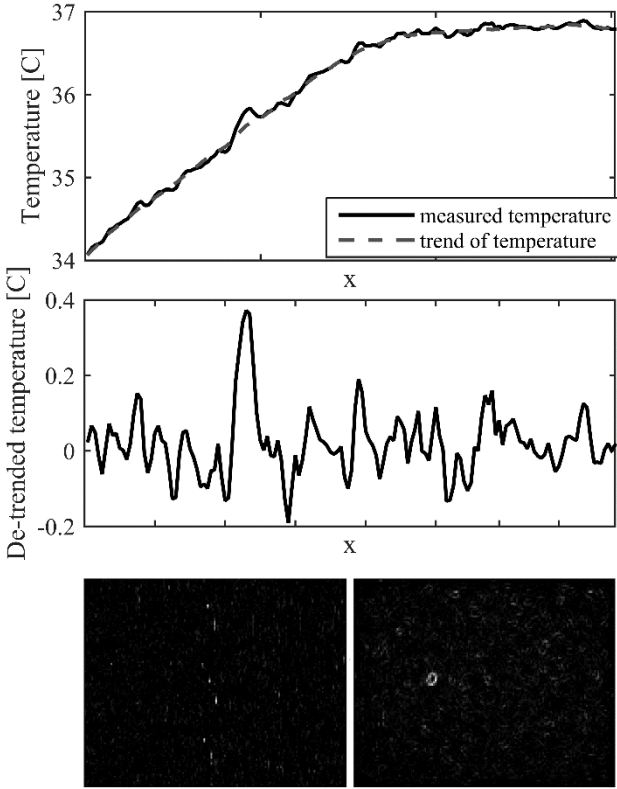 37
36
35
34
Temperature [C]
measured temperature
trend of temperature
x
0.4
0.2
0
-0.2
De-trended temperature [C]
x